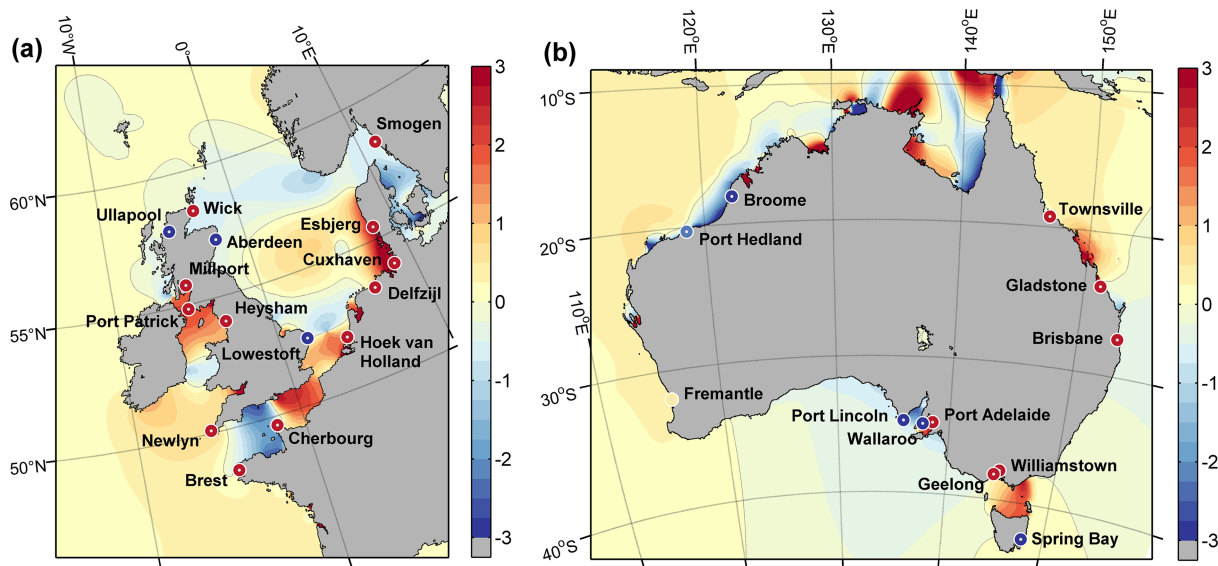 (a)
10°W
0°
10°E
60°N
55°N
50°N
Smogen
Ullapool
Wick
Aberdeen
Esbjerg
Cuxhaven
Millport
Delfzijl
Port Patrick
Heysham
Lowestoft
Hoek van
Holland
Newlyn
Cherbourg
Brest
3
2
1
0
-1
-2
-3
(b)
120°E
130°E
140°E
150°E
10°S
20°S
110°E
30°S
40°S
Broome
Port Hedland
Townsville
Gladstone
Brisbane
Fremantle
Port Lincoln
Port Adelaide
Wallaroo
Williamstown
Geelong
Spring Bay
3
2
1
0
-1
-2
-3